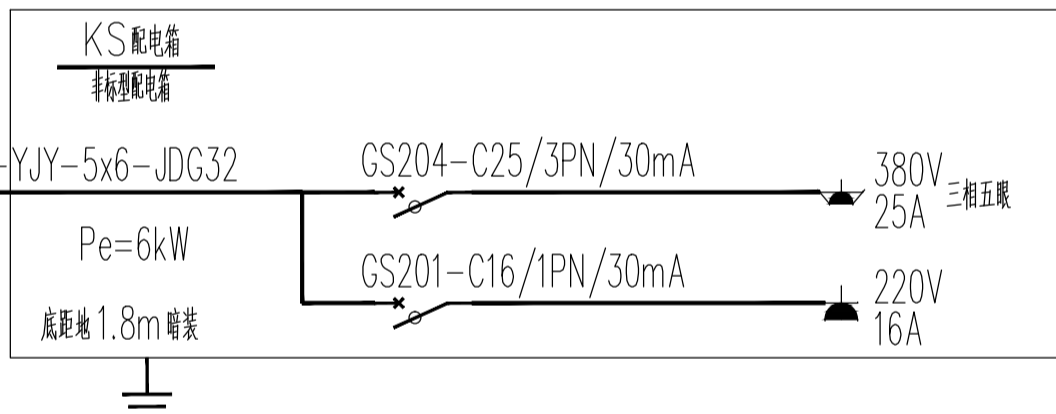 KS配电箱
非标型配电箱
-YJY-5x6-JDG32
GS204-C25/3PN/30mA
380V
25A
三相五眼
Pe=6kW
GS201-C16/1PN/30mA
220V
16A
底距地1.8m暗装